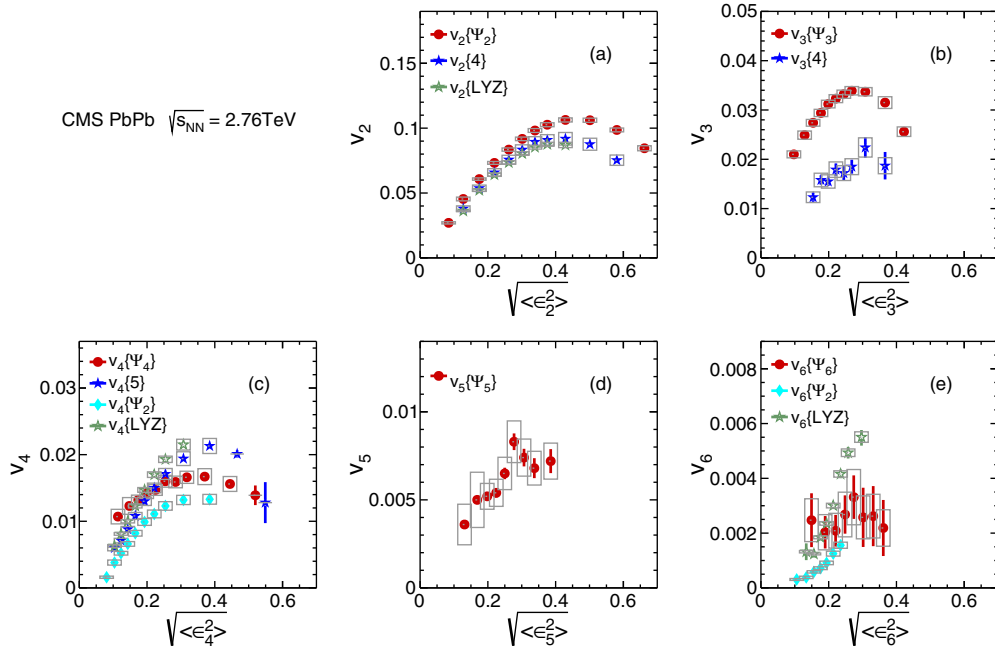 CMS PbPb √s_NN = 2.76TeV
(a)
v₂{Ψ₂}
v₂{4}
v₂{LYZ}
v₂
0.15
0.10
0.05
0.00
0 0.2 0.4 0.6
√<ϵ₂²>
(b)
v₃{Ψ₃}
v₃{4}
v₃
0.05
0.04
0.03
0.02
0.01
0.00
0 0.2 0.4 0.6
√<ϵ₃²>
(c)
v₄{Ψ₄}
v₄{5}
v₄{Ψ₂}
v₄{LYZ}
v₄
0.03
0.02
0.01
0
0 0.2 0.4 0.6
√<ϵ₄²>
(d)
v₅{Ψ₅}
v₅
0.010
0.005
0
0 0.2 0.4 0.6
√<ϵ₅²>
(e)
v₆{Ψ₆}
v₆{Ψ₂}
v₆{LYZ}
v₆
0.008
0.006
0.004
0.002
0
0 0.2 0.4 0.6
√<ϵ₆²>